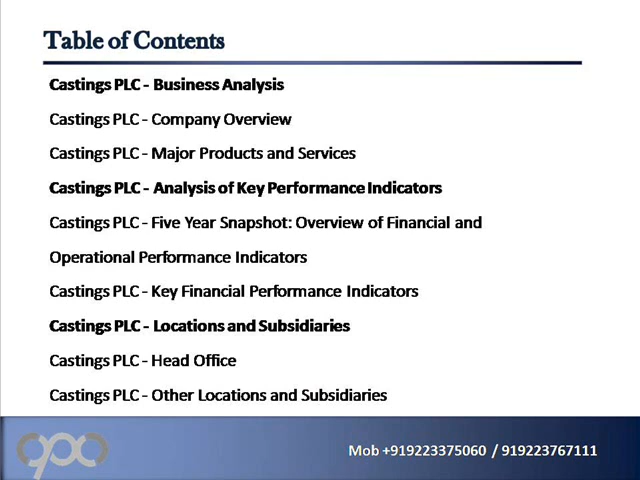 Table of Contents
Castings PLC - Business Analysis
Castings PLC - Company Overview
Castings PLC - Major Products and Services
Castings PLC - Analysis of Key Performance Indicators
Castings PLC - Five Year Snapshot: Overview of Financial and
Operational Performance Indicators
Castings PLC - Key Financial Performance Indicators
Castings PLC - Locations and Subsidiaries
Castings PLC - Head Office
Castings PLC - Other Locations and Subsidiaries
Mob +919223375060 / 919223767111